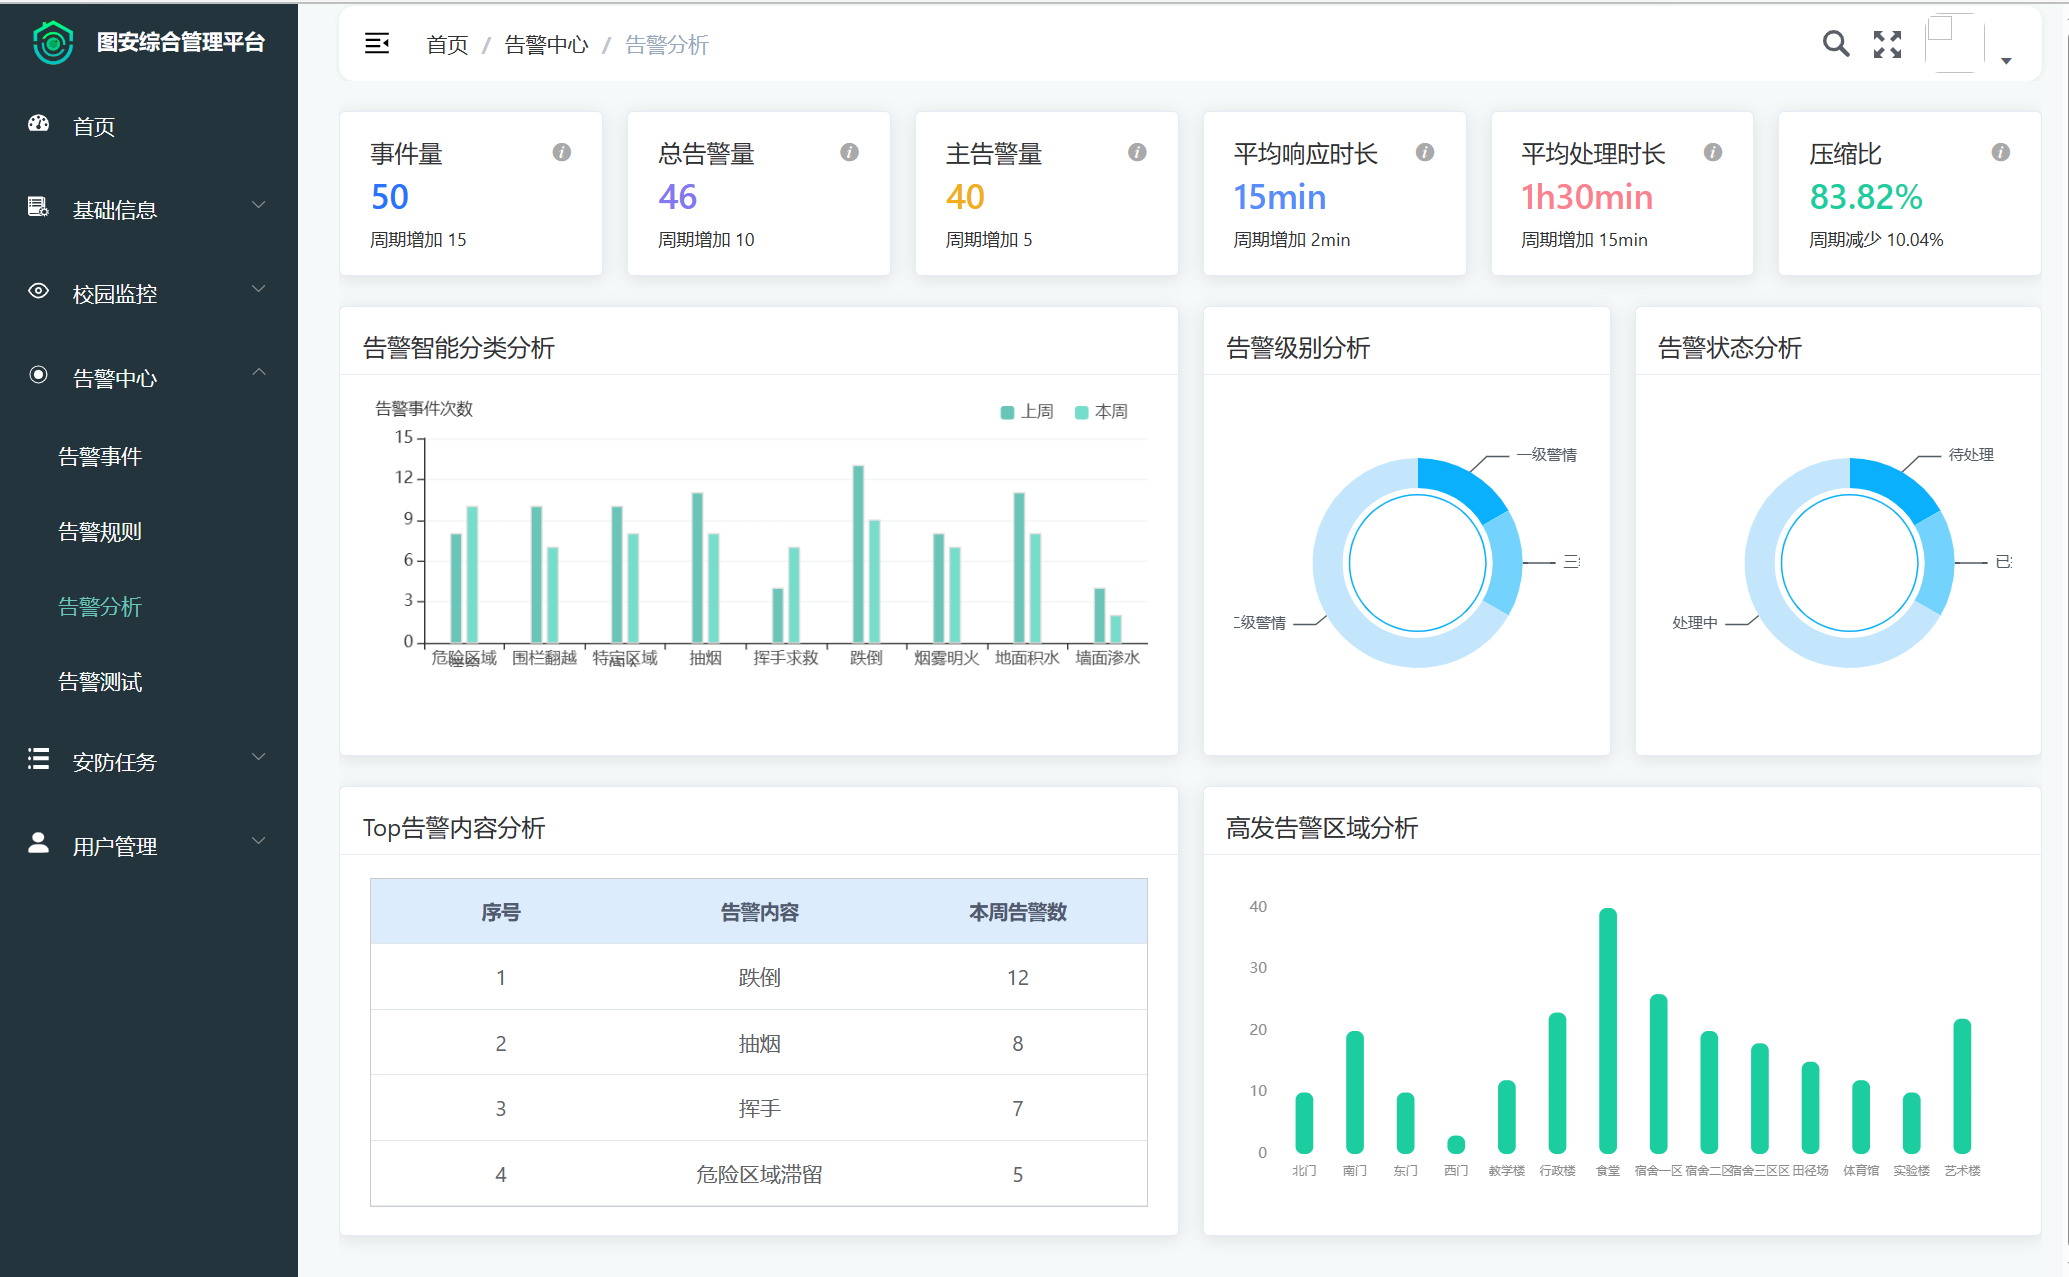 图安综合管理平台
首页
基础信息
校园监控
告警中心
告警事件
告警规则
告警分析
告警测试
安防任务
用户管理
首页 / 告警中心 / 告警分析
事件量
50
周期增加 15
总告警量
46
周期增加 10
主告警量
40
周期增加 5
平均响应时长
15min
周期增加 2min
平均处理时长
1h30min
周期增加 15min
压缩比
83.82%
周期减少 10.04%
告警智能分类分析
告警事件次数
上周 本周
15
12
9
6
3
0
危险区域 围栏翻越 特定区域 抽烟 挥手求救 跌倒 烟雾明火 地面积水 墙面渗水
告警级别分析
一级警情
三
级警情
告警状态分析
待处理
已
处理中
Top告警内容分析
序号 告警内容 本周告警数
1 跌倒 12
2 抽烟 8
3 挥手 7
4 危险区域滞留 5
高发告警区域分析
40
30
20
10
0
北门 南门 东门 西门 教学楼 行政楼 食堂 宿舍一区 宿舍二区 宿舍三区区 田径场 体育馆 实验楼 艺术楼